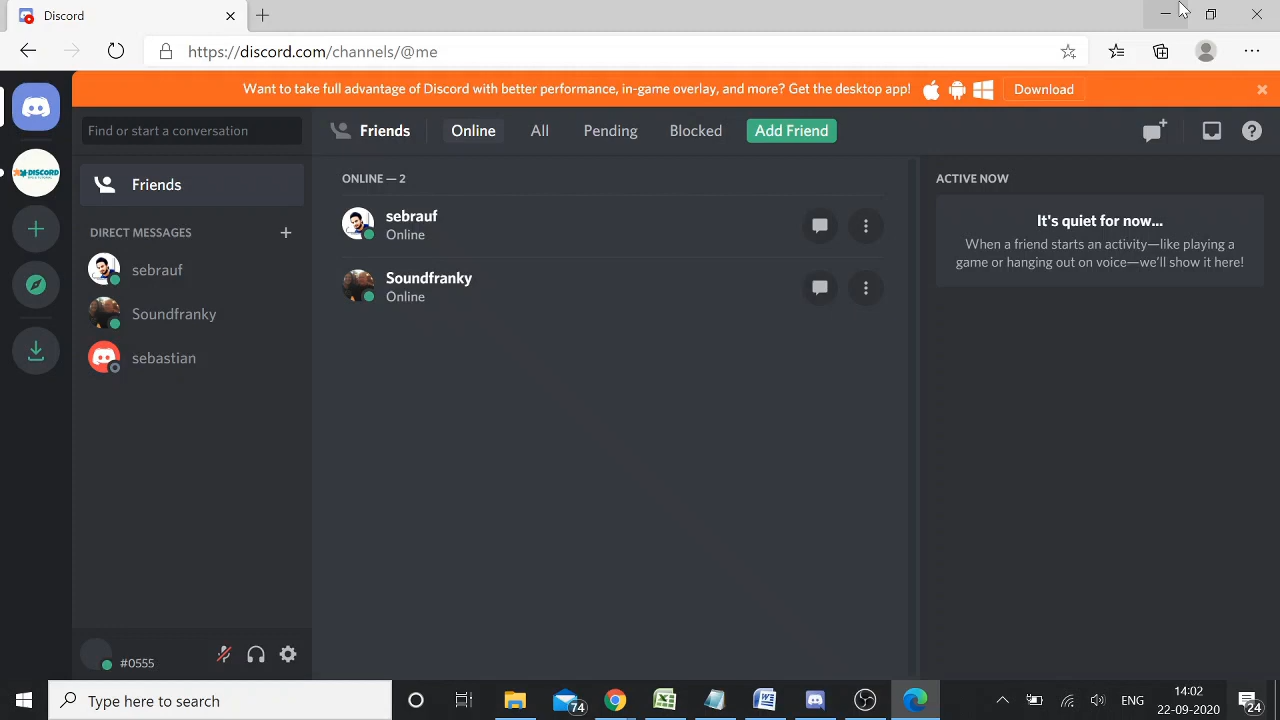 Discord
https://discord.com/channels/@me
Want to take full advantage of Discord with better performance, in-game overlay, and more? Get the desktop app!
Download
Find or start a conversation
Friends
Online
All
Pending
Blocked
Add Friend
DISCORD
Friends
DIRECT MESSAGES
sebrauf
Soundfranky
sebastian
#0555
ONLINE — 2
sebrauf
Online
Soundfranky
Online
ACTIVE NOW
It's quiet for now...
When a friend starts an activity—like playing a
game or hanging out on voice—we'll show it here!
Type here to search
74
ENG
14:02
22-09-2020
24